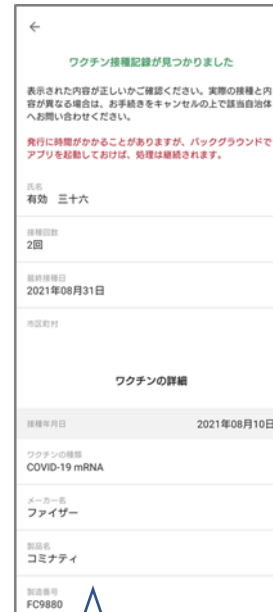 ワクチン接種記録が見つかりました
表示された内容が正しいかご確認ください。実際の接種と内
容が異なる場合は、お手続きをキャンセルの上で該当自治体
へお問い合わせください。
発行に時間がかかることがありますが、バックグラウンドで
アプリを起動しておけば、処理は継続されます。
氏名
有効 三十六
接種回数
2回
最終接種日
2021年08月31日
市区町村
ワクチンの詳細
接種年月日 2021年08月10日
ワクチンの種類
COVID-19 mRNA
メーカー名
ファイザー
製品名
コミナティ
製造番号
FC9880